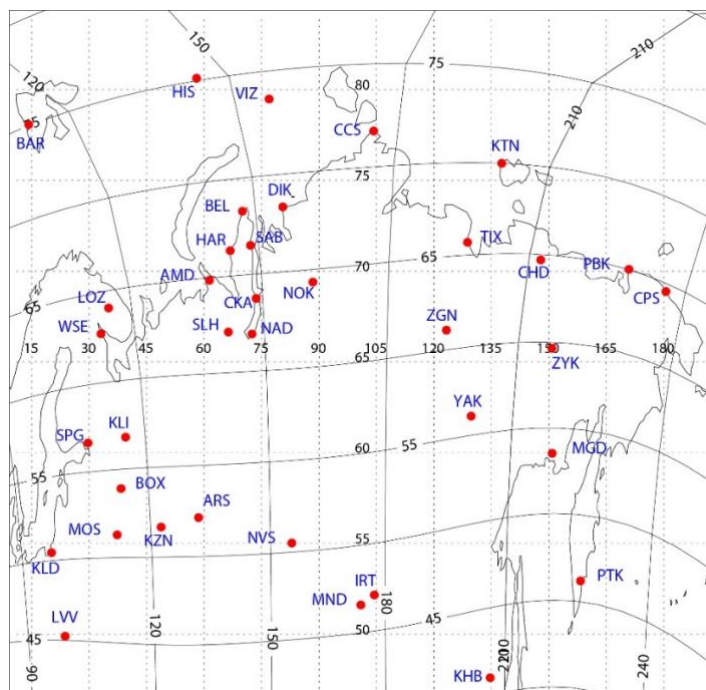 120
150
75
210
210
HIS
VIZ
80
45
BAR
CCS
KTN
75
DIK
BEL
SAB
HAR
TIX
70
65
PBK
CHD
AMD
CPS
LOZ
65
CKA
NOK
WSE
SLH
NAD
ZGN
15 30 45 60 75 90 105 120 135 150 165 180
ZYK
YAK
KLI
SPG
55
60
MGD
55
BOX
ARS
MOS
KZN
NVS
55
KLD
IRT
MND
PTK
180
LVV
45
120
150
50
45
90
KHB
240